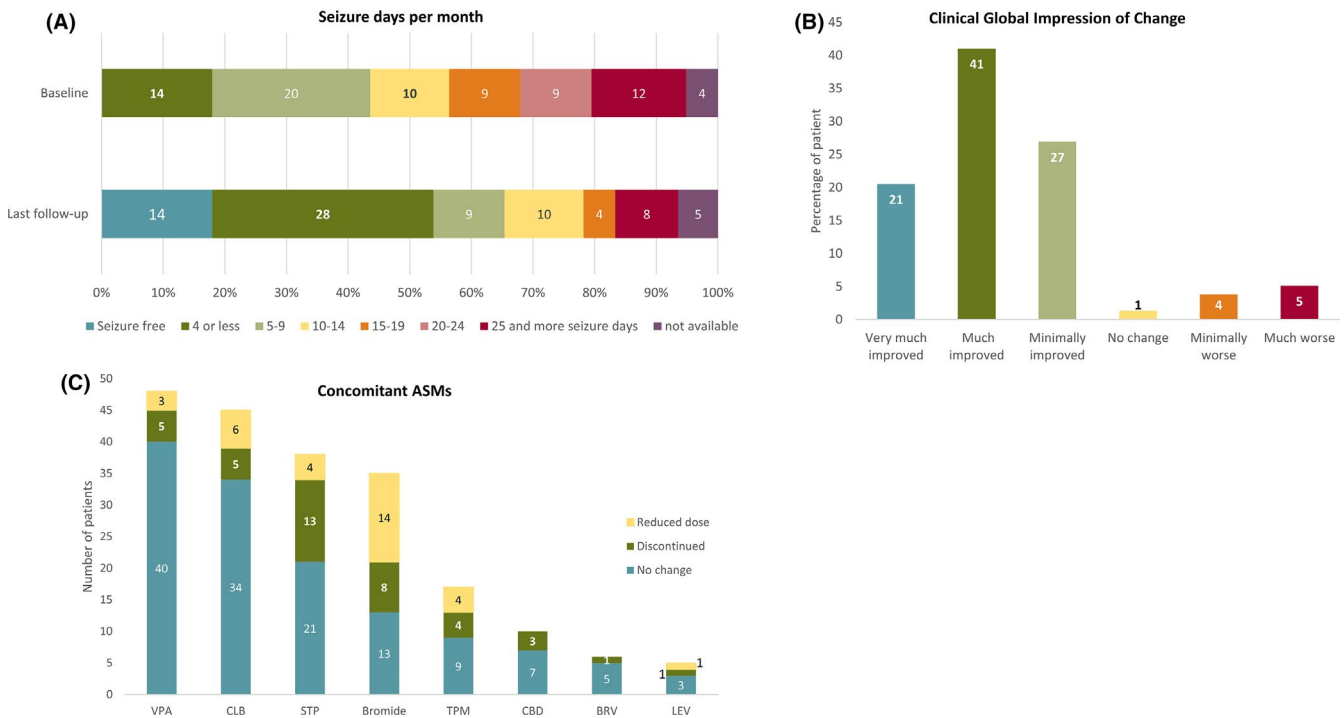 (A)
Seizure days per month
Baseline
14 20 10 9 9 12 4
Last follow-up
14 28 9 10 4 8 5
0% 10% 20% 30% 40% 50% 60% 70% 80% 90% 100%
Seizure free 4 or less 5-9 10-14 15-19 20-24 25 and more seizure days not available
(B)
Clinical Global Impression of Change
Percentage of patient
45
40
35
30
25
20
15
10
5
0
21 41 27 1 4 5
Very much improved
Much improved
Minimally improved
No change
Minimally worse
Much worse
(C)
Concomitant ASMs
Number of patients
50
45
40
35
30
25
20
15
10
5
0
3 5 40
6 5 34
4 13 21
14 8 13
4 4 9
3 7
1 5
1 1 3
Reduced dose
Discontinued
No change
VPA CLB STP Bromide TPM CBD BRV LEV